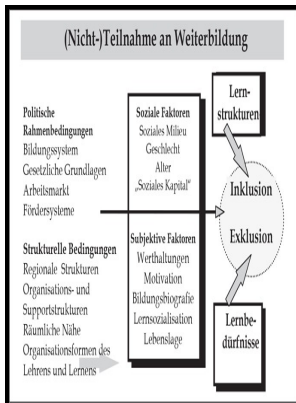 (Nicht-)Teilnahme an Weiterbildung
Politische
Rahmenbedingungen
Bildungssystem
Gesetzliche Grundlagen
Arbeitsmarkt
Fördersysteme
Strukturelle Bedingungen
Regionale Strukturen
Organisations- und
Supportstrukturen
Räumliche Nähe
Organisationsformen des
Lehrens und Lernens
Soziale Faktoren
Soziales Milieu
Geschlecht
Alter
„Soziales Kapital“
Subjektive Faktoren
Werthaltungen
Motivation
Bildungsbiografie
Lernsozialisation
Lebenslage
Lern-
strukturen
Inklusion
Exklusion
Lernbe-
dürfnisse